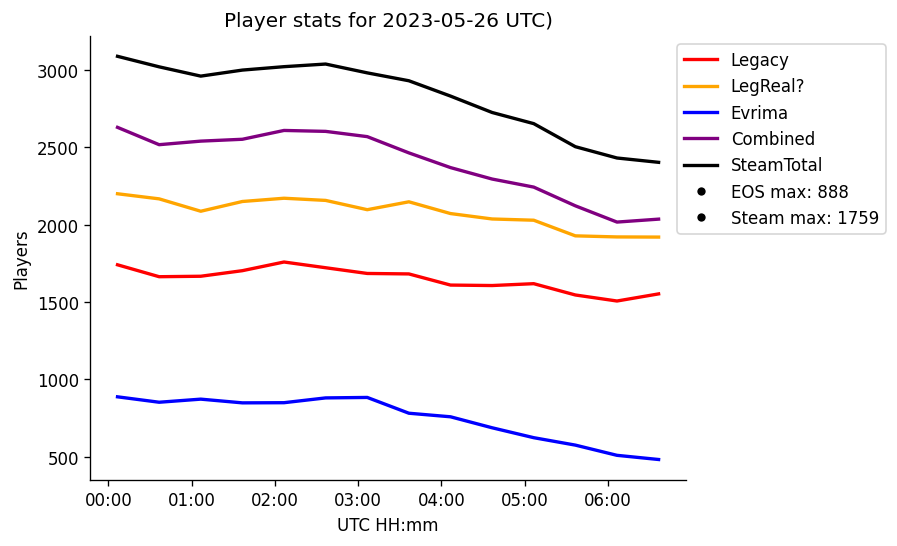 Player stats for 2023-05-26 UTC)
Legacy
LegReal?
Evrima
Combined
SteamTotal
EOS max: 888
Steam max: 1759
Players
3000
2500
2000
1500
1000
500
00:00 01:00 02:00 03:00 04:00 05:00 06:00
UTC HH:mm